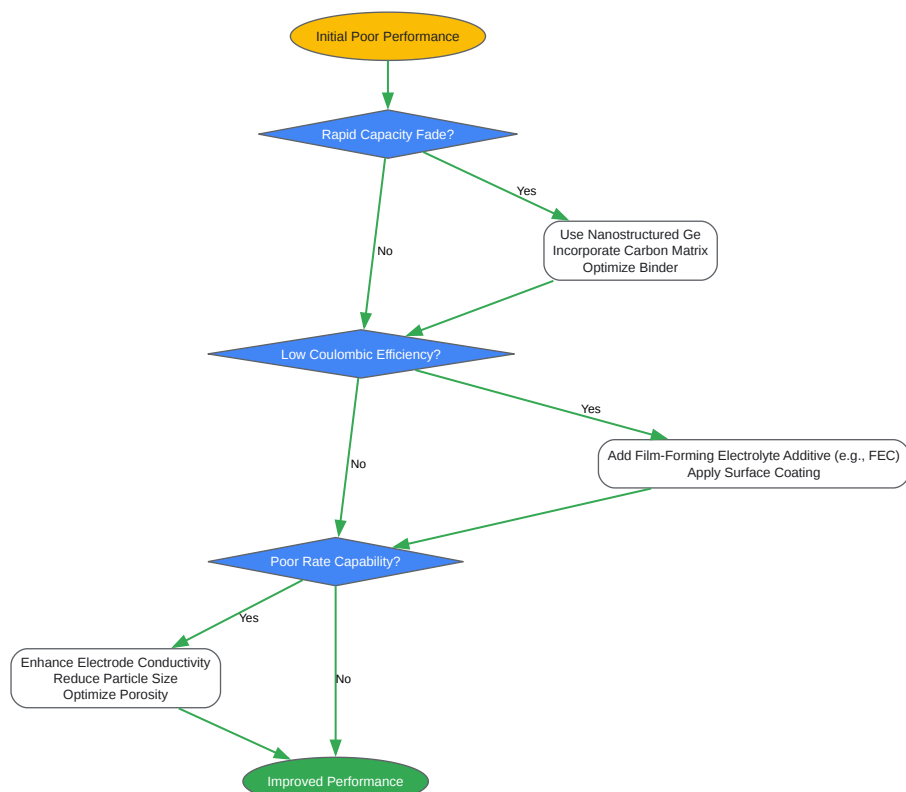 Initial Poor Performance
Rapid Capacity Fade?
Yes
No
Use Nanostructured Ge
Incorporate Carbon Matrix
Optimize Binder
Low Coulombic Efficiency?
Yes
No
Add Film-Forming Electrolyte Additive (e.g., FEC)
Apply Surface Coating
Poor Rate Capability?
Yes
No
Enhance Electrode Conductivity
Reduce Particle Size
Optimize Porosity
Improved Performance